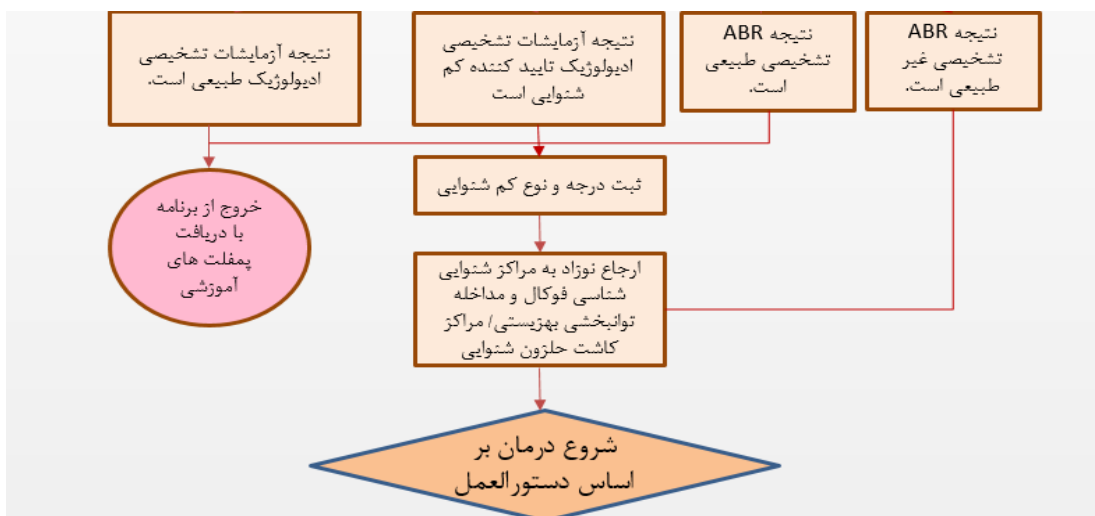 نتیجه ABR
تشخیصی غیر
طبیعی است.
نتیجه ABR
تشخیصی طبیعی
است.
نتیجه آزمایشات تشخیصی
ادیولوژیک تایید کننده کم
شنوایی است
نتیجه آزمایشات تشخیصی
ادیولوژیک طبیعی است.
ثبت درجه و نوع کم شنوایی
خروج از برنامه
با دریافت
پمفلت های
آموزشی
ارجاع نوزاد به مراکز شنوایی
شناسی فوکال و مداخله
توانبخشی بهزیستی/ مراکز
کاشت حلزون شنوایی
شروع درمان بر
اساس دستورالعمل